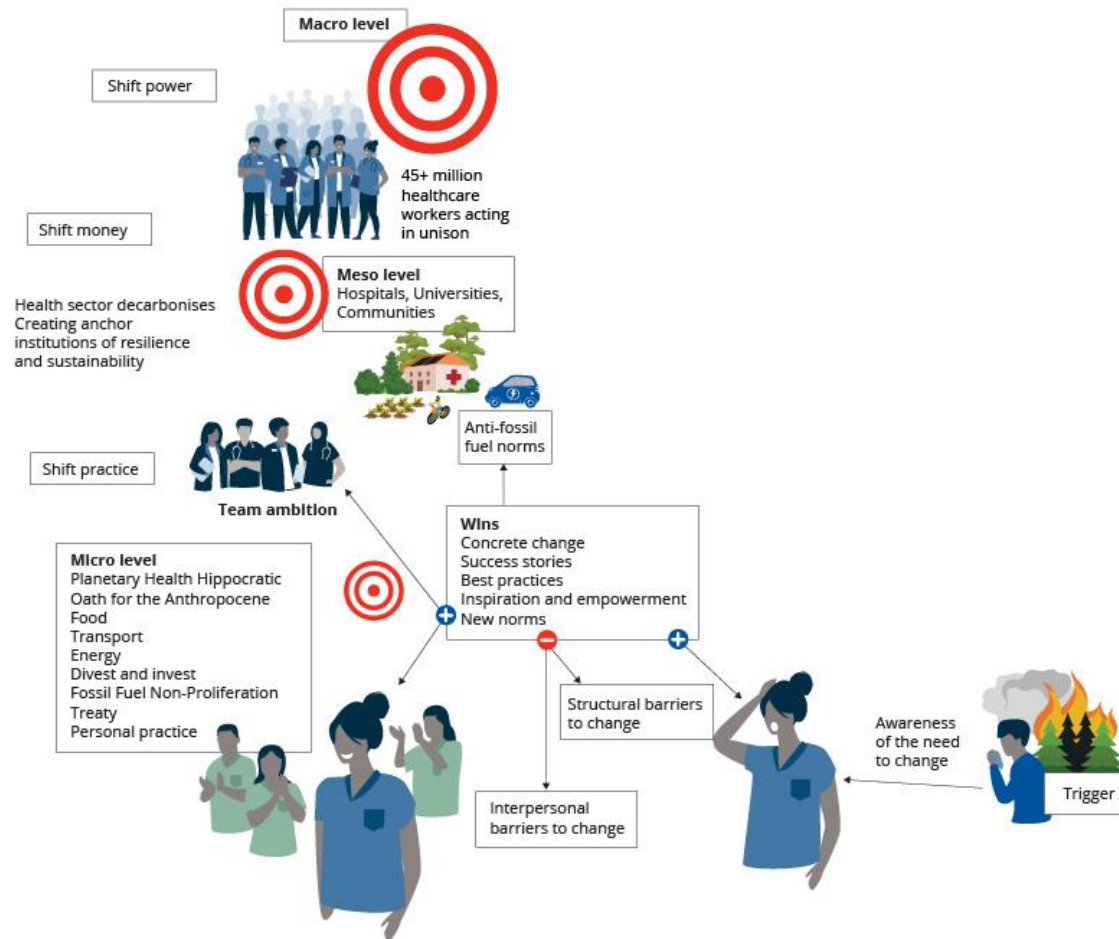 Macro level
Shift power
45+ million
healthcare
workers acting
in unison
Shift money
Meso level
Hospitals, Universities,
Communities
Health sector decarbonises
Creating anchor
institutions of resilience
and sustainability
Anti-fossil
fuel norms
Shift practice
Team ambition
Wins
Concrete change
Success stories
Best practices
Inspiration and empowerment
New norms
Micro level
Planetary Health Hippocratic
Oath for the Anthropocene
Food
Transport
Energy
Divest and invest
Fossil Fuel Non-Proliferation
Treaty
Personal practice
Structural barriers
to change
Awareness
of the need
to change
Trigger
Interpersonal
barriers to change